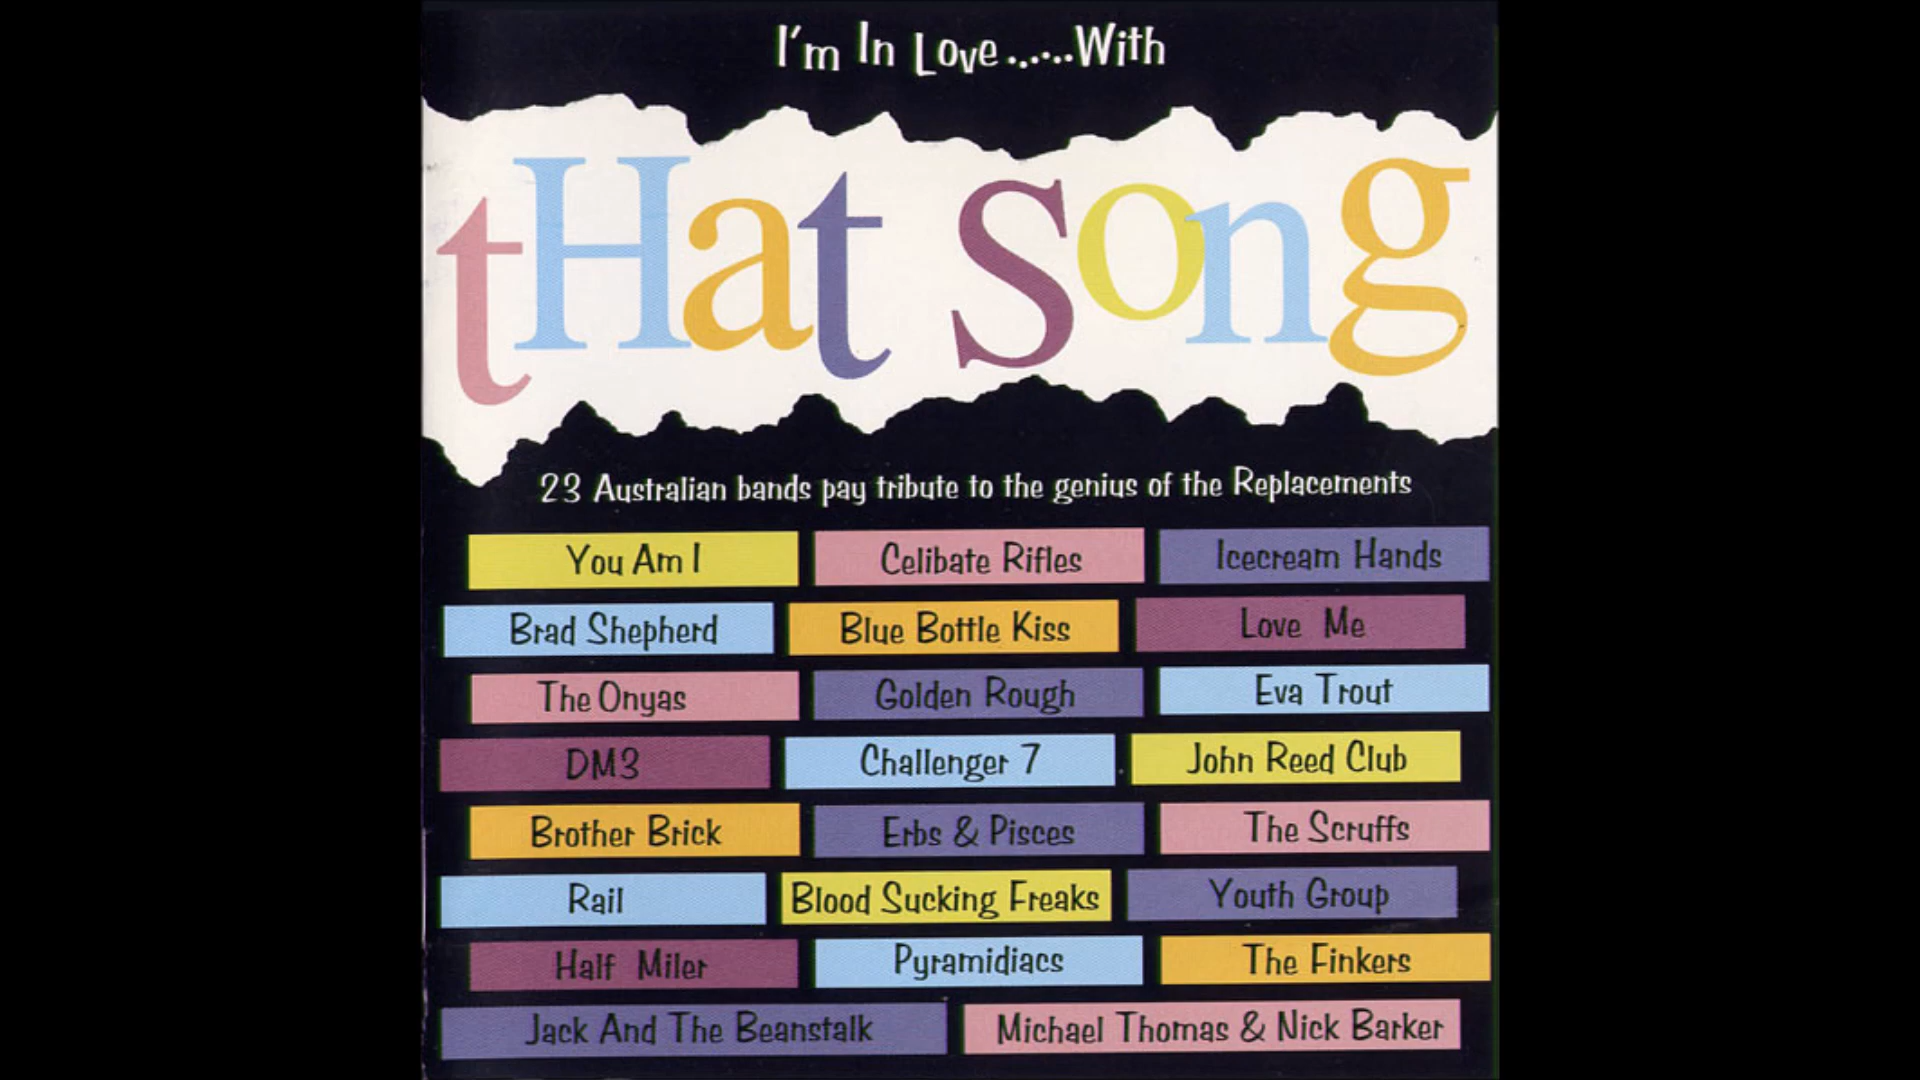 I'm In Love......With
tHat song
23 Australian bands pay tribute to the genius of the Replacements
You Am I
Celibate Rifles
Icecream Hands
Brad Shepherd
Blue Bottle Kiss
Love Me
The Onyas
Golden Rough
Eva Trout
DM3
Challenger 7
John Reed Club
Brother Brick
Erbs & Pisces
The Scruffs
Rail
Blood Sucking Freaks
Youth Group
Half Miler
Pyramidiacs
The Finkers
Jack And The Beanstalk
Michael Thomas & Nick Barker